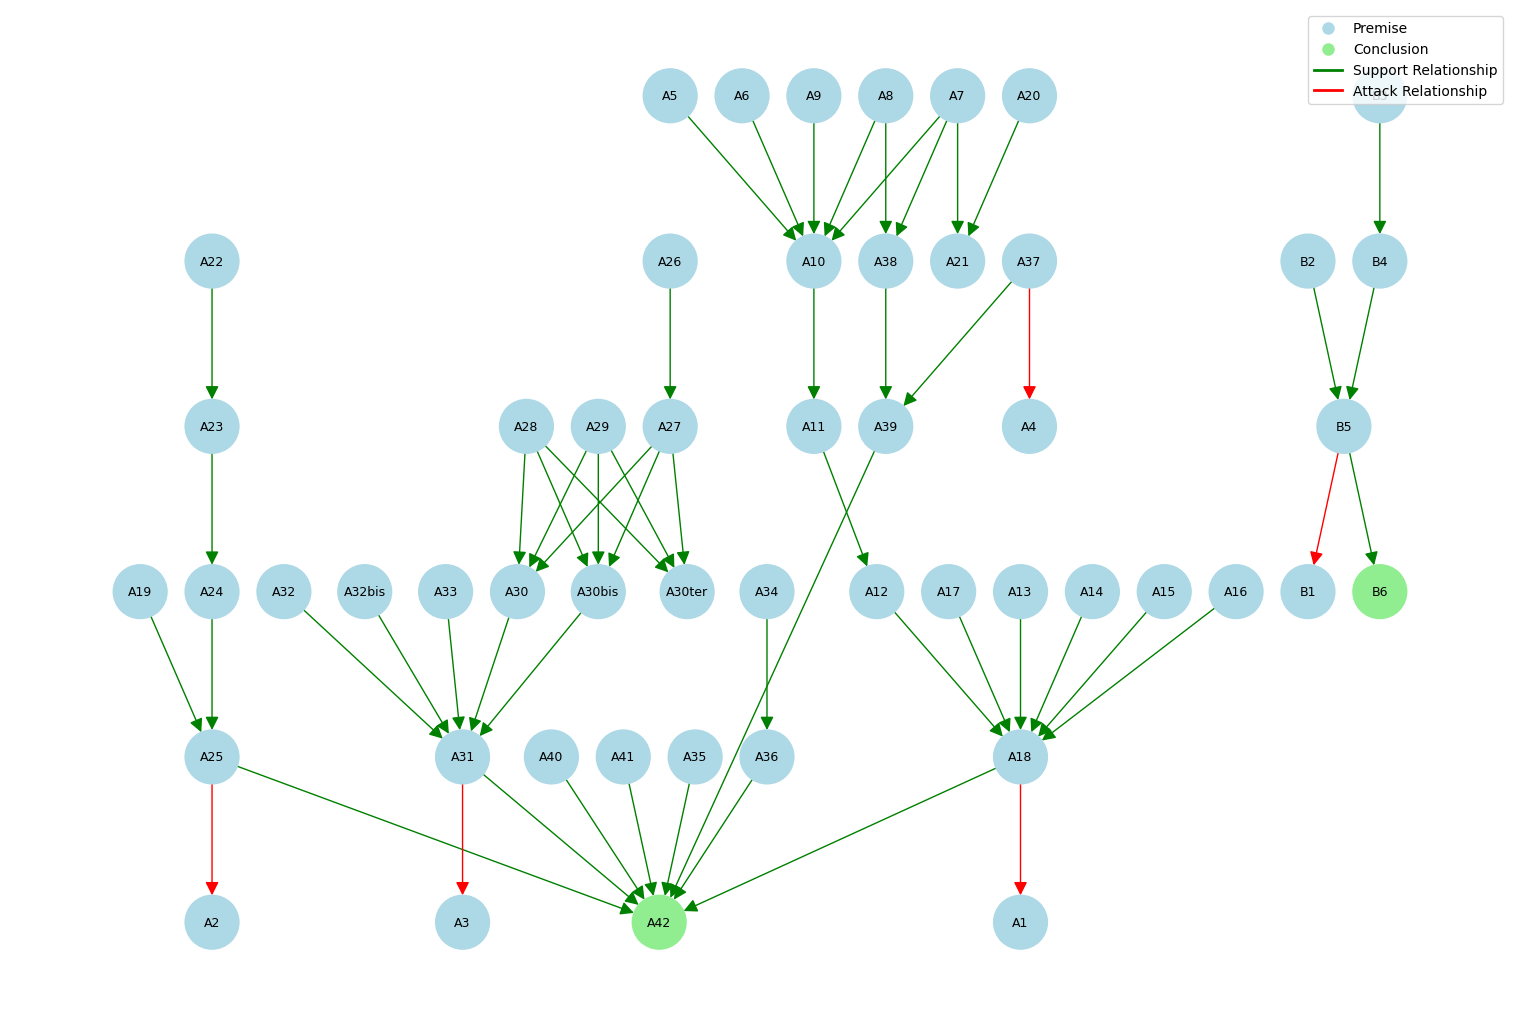 Premise
Conclusion
Support Relationship
Attack Relationship
A5 A6 A9 A8 A7 A20
A22 A26 A10 A38 A21 A37 B2 B4
A23 A28 A29 A27 A11 A39 A4 B5
A19 A24 A32 A32bis A33 A30 A30bis A30ter A34 A12 A17 A13 A14 A15 A16 B1 B6
A25 A31 A40 A41 A35 A36 A18
A2 A3 A42 A1